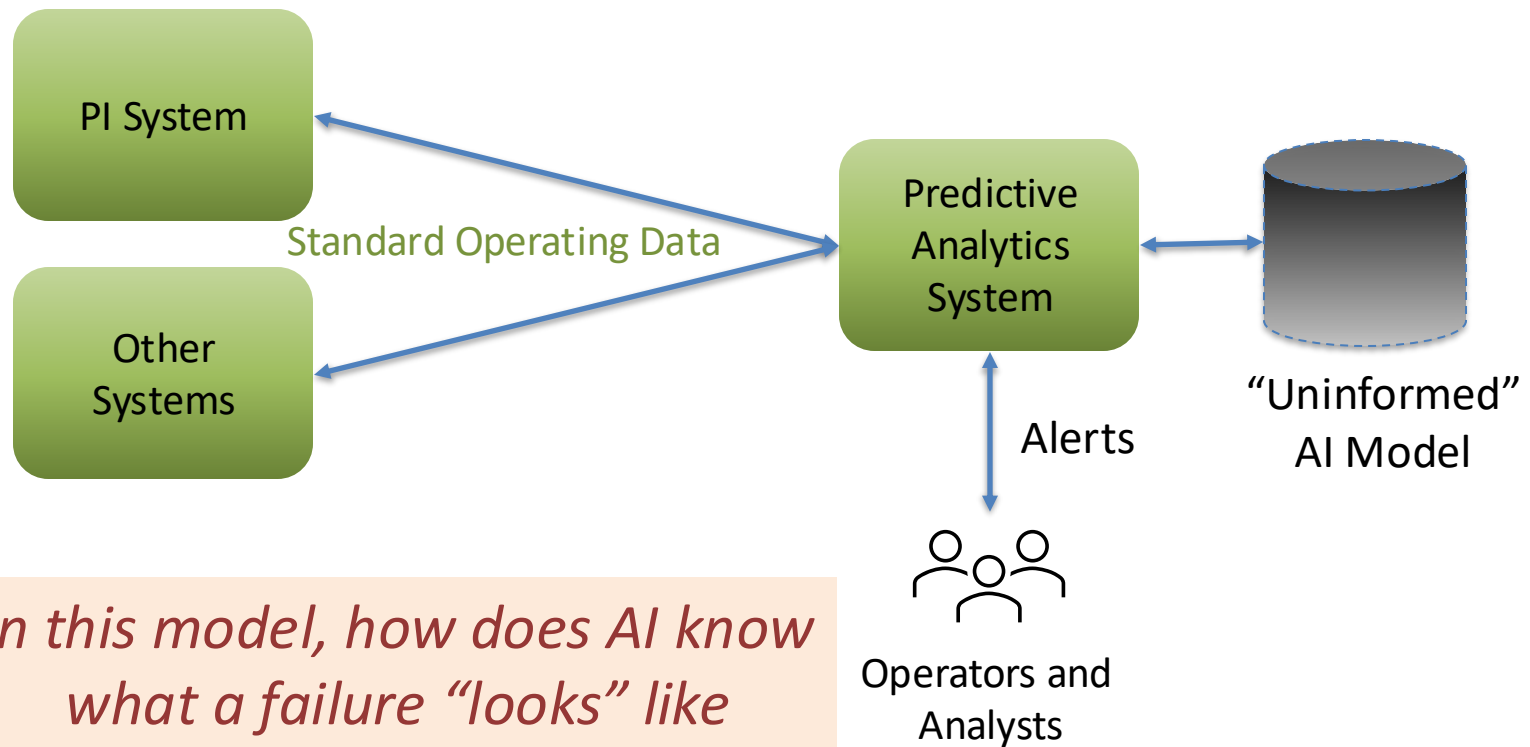 PI System
Standard Operating Data
Other
Systems
Predictive
Analytics
System
“Uninformed”
AI Model
Alerts
Operators and
Analysts
n this model, how does AI know
what a failure “looks” like